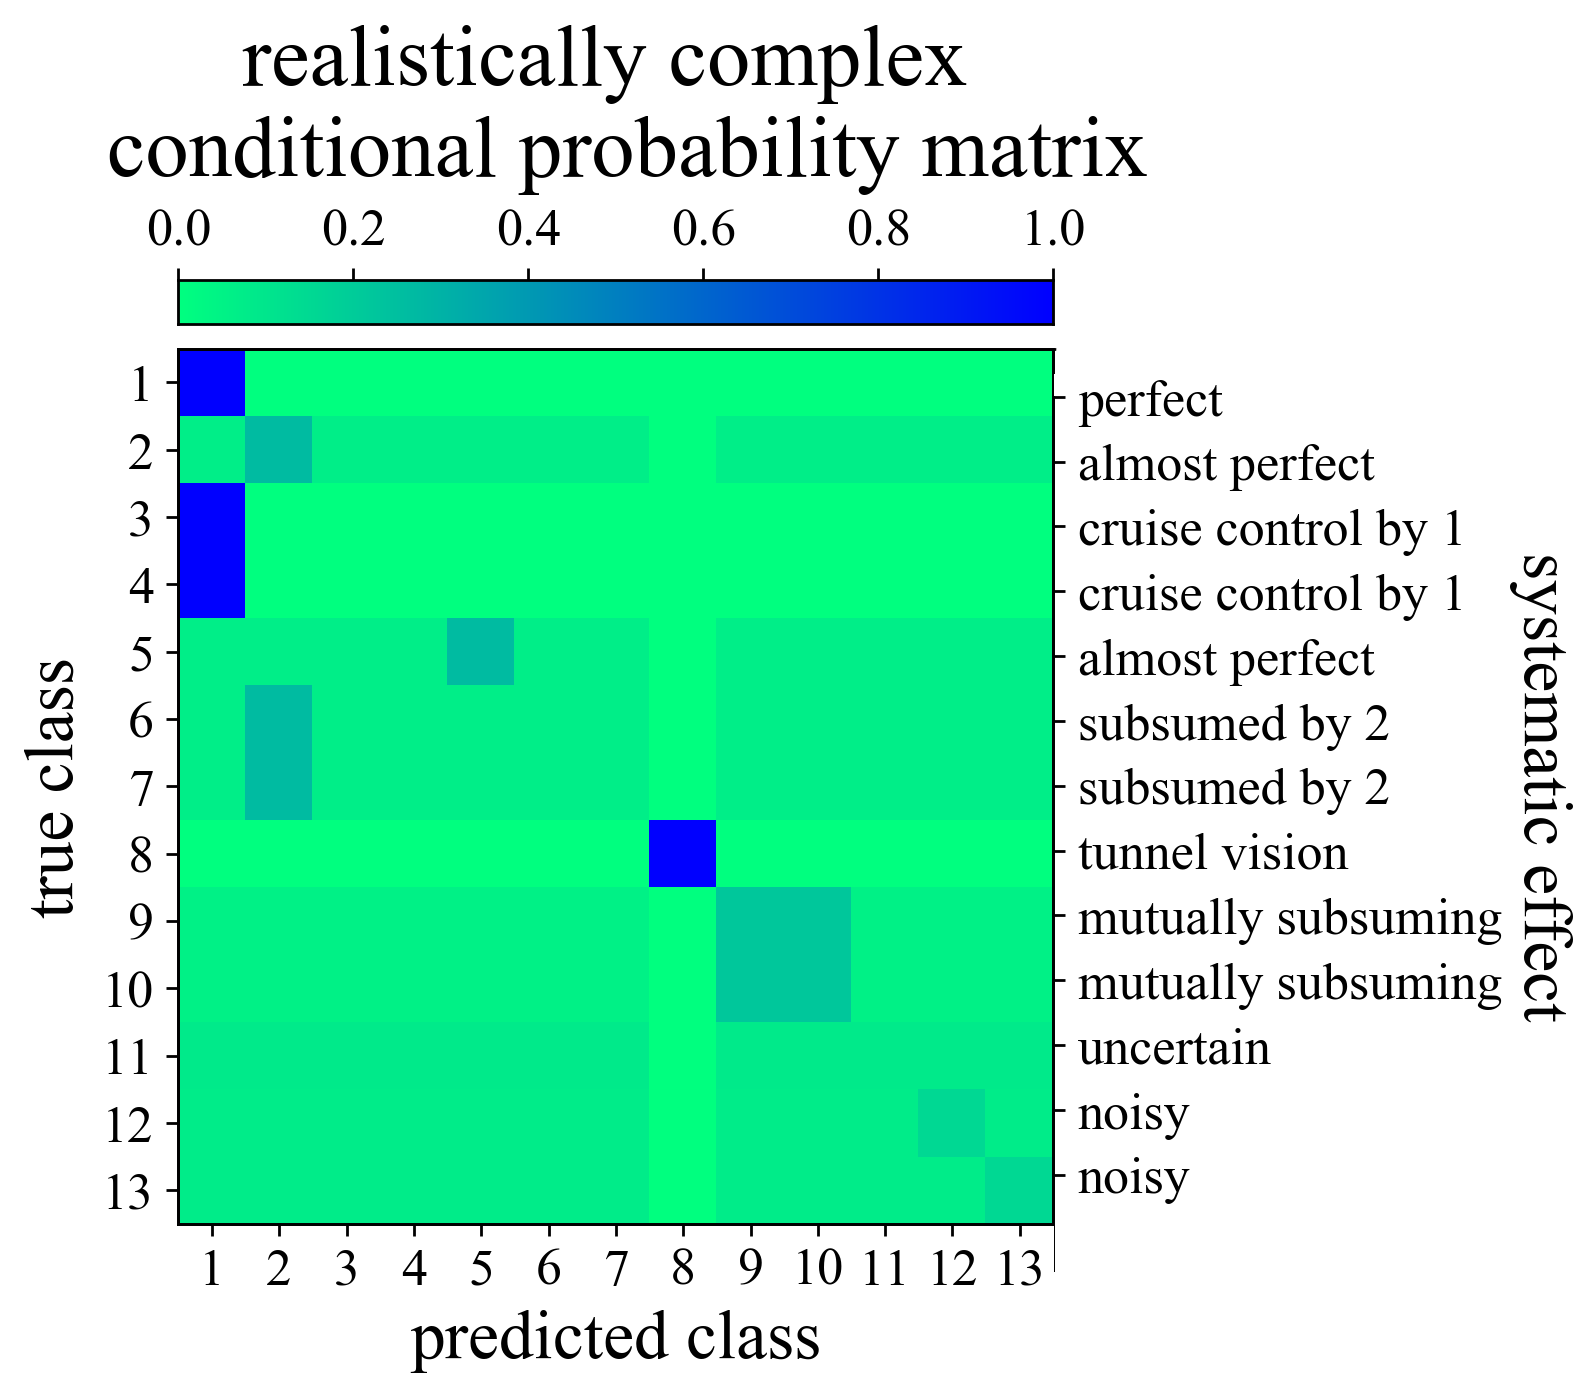 realistically complex
conditional probability matrix
0.0 0.2 0.4 0.6 0.8 1.0
1 perfect
2 almost perfect
3 cruise control by 1
4 cruise control by 1
5 almost perfect
6 subsumed by 2
7 subsumed by 2
8 tunnel vision
9 mutually subsuming
10 mutually subsuming
11 uncertain
12 noisy
13 noisy
true class
systematic effect
1 2 3 4 5 6 7 8 9 10 11 12 13
predicted class